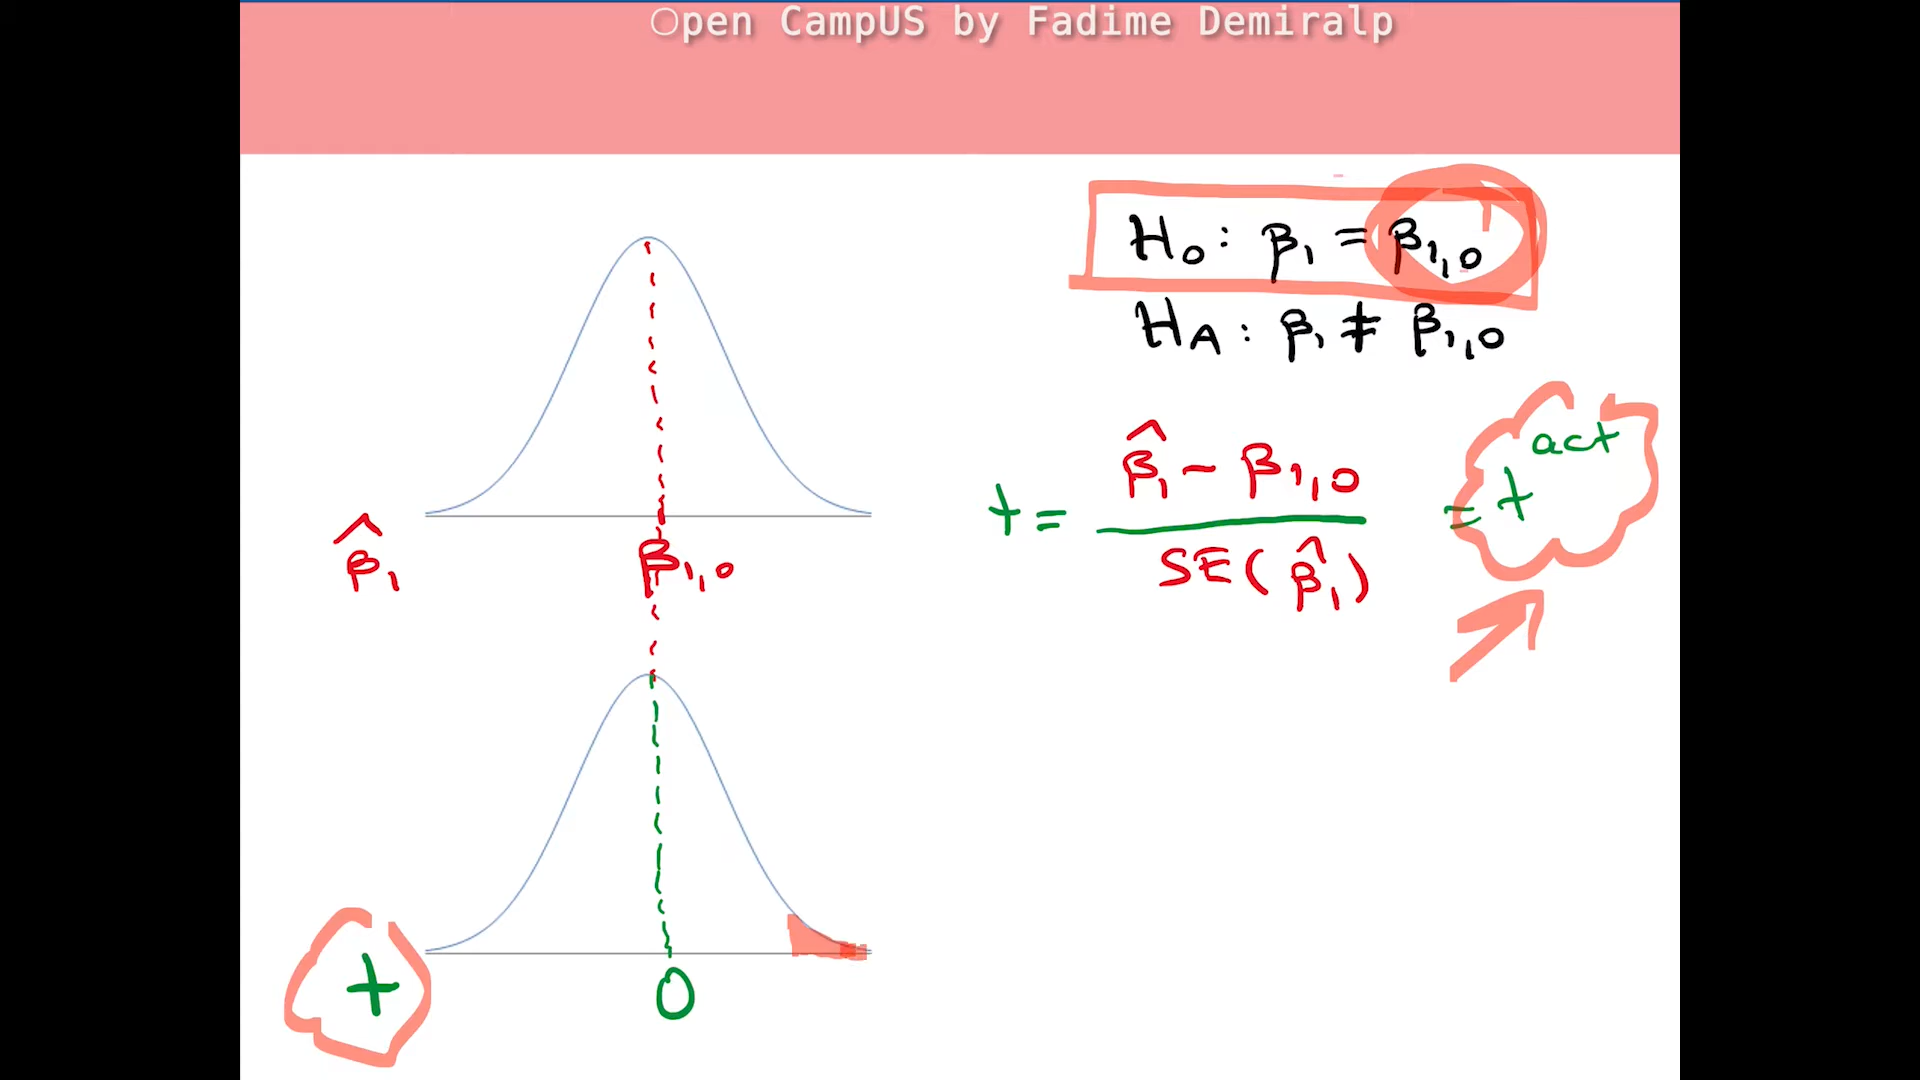 Open CampUS by Fadime Demiralp
H₀: β₁ = β₁,₀
H_A: β₁ ≠ β₁,₀
t = (β̂₁ − β₁,₀) / SE(β̂₁) = t^act
β̂₁ β₁,₀
t 0